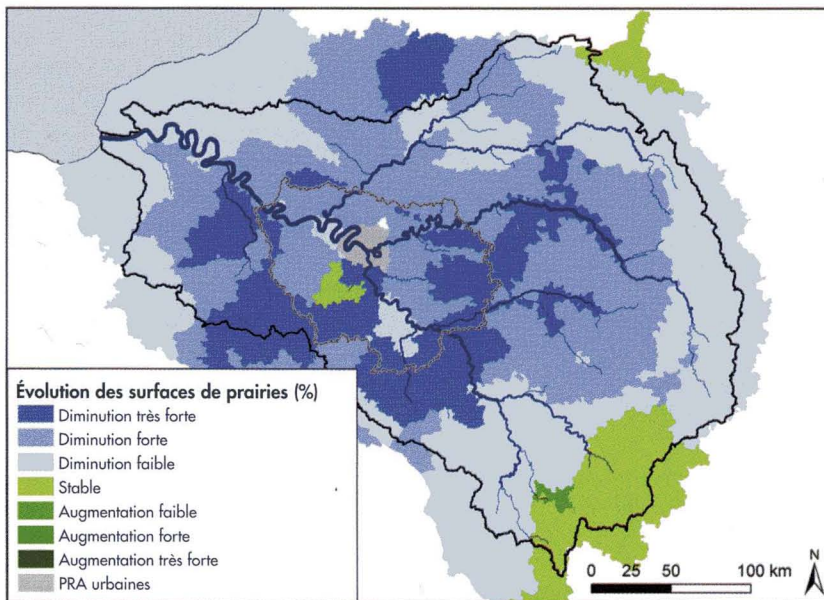 Évolution des surfaces de prairies (%)
Diminution très forte
Diminution forte
Diminution faible
Stable
Augmentation faible
Augmentation forte
Augmentation très forte
PRA urbaines
0 25 50 100 km
N